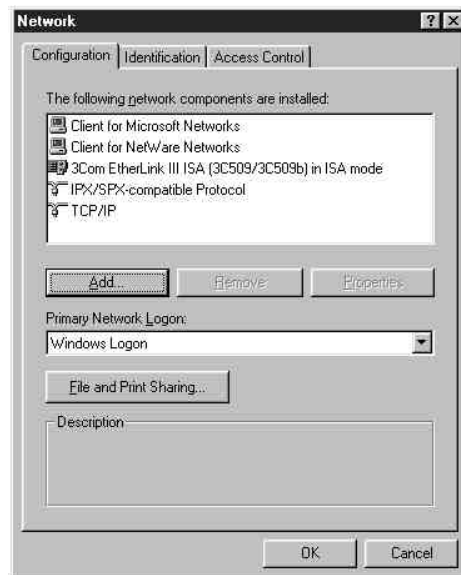 Network
Configuration Identification Access Control
The following network components are installed:
Client for Microsoft Networks
Client for NetWare Networks
3Com EtherLink III ISA (3C509/3C509b) in ISA mode
IPX/SPX-compatible Protocol
TCP/IP
Add... Remove Properties
Primary Network Logon:
Windows Logon
File and Print Sharing...
Description
OK Cancel